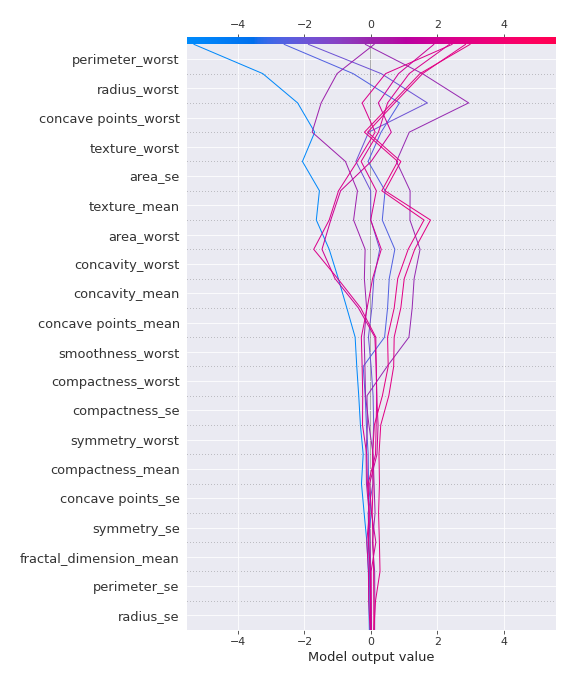 −4 −2 0 2 4
perimeter_worst
radius_worst
concave points_worst
texture_worst
area_se
texture_mean
area_worst
concavity_worst
concavity_mean
concave points_mean
smoothness_worst
compactness_worst
compactness_se
symmetry_worst
compactness_mean
concave points_se
symmetry_se
fractal_dimension_mean
perimeter_se
radius_se
−4 −2 0 2 4
Model output value